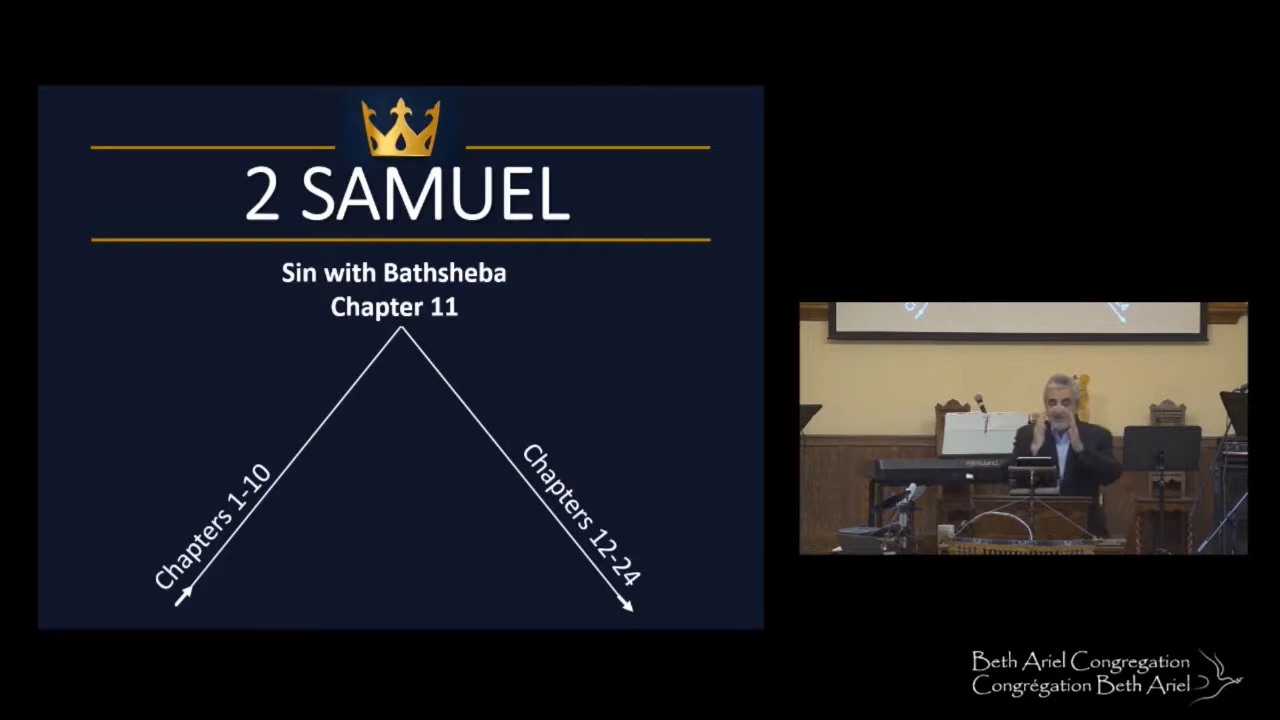 2 SAMUEL
Sin with Bathsheba
Chapter 11
Chapters 1-10
Chapters 12-24
Roland
Beth Ariel Congregation
Congrégation Beth Ariel